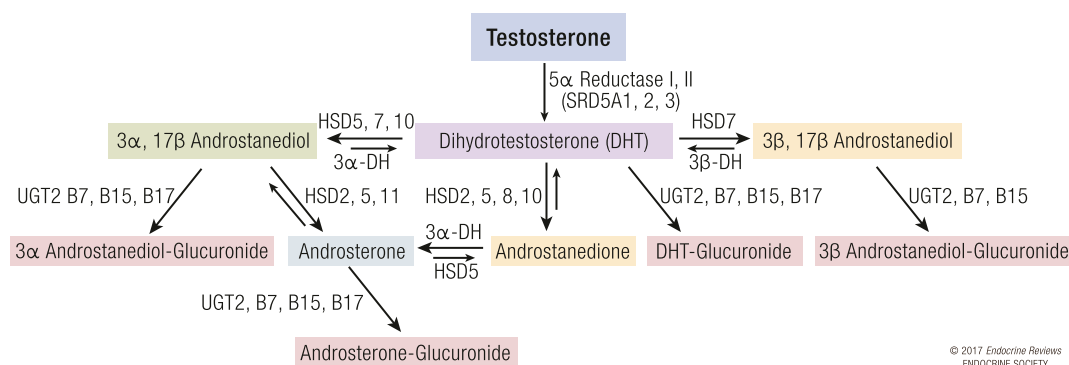 Testosterone
5α Reductase I, II
(SRD5A1, 2, 3)
HSD5, 7, 10
HSD7
3α, 17β Androstanediol
Dihydrotestosterone (DHT)
3β, 17β Androstanediol
3α-DH
3β-DH
UGT2 B7, B15, B17
HSD2, 5, 11
HSD2, 5, 8, 10
UGT2, B7, B15, B17
UGT2, B7, B15
3α-DH
3α Androstanediol-Glucuronide
Androsterone
Androstanedione
DHT-Glucuronide
3β Androstanediol-Glucuronide
HSD5
UGT2, B7, B15, B17
Androsterone-Glucuronide
© 2017 Endocrine Reviews
ENDOCRINE SOCIETY